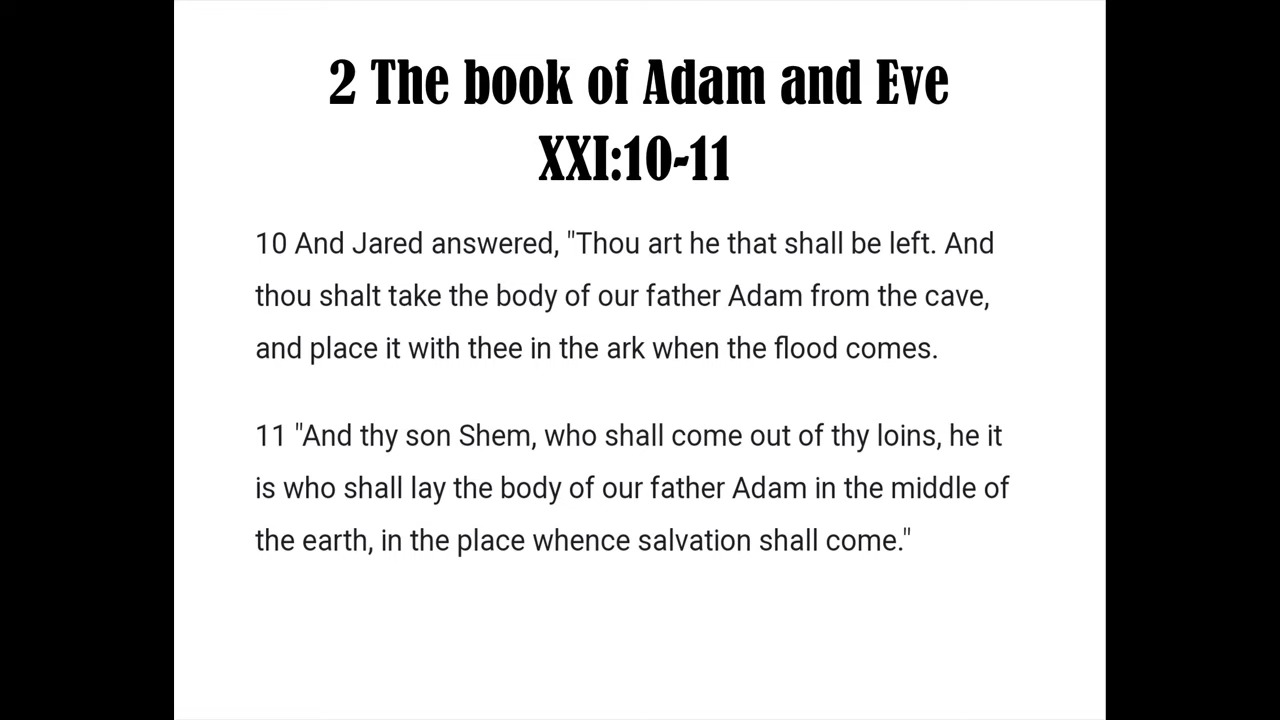 2 The book of Adam and Eve
XXI:10-11
10 And Jared answered, "Thou art he that shall be left. And
thou shalt take the body of our father Adam from the cave,
and place it with thee in the ark when the flood comes.
11 "And thy son Shem, who shall come out of thy loins, he it
is who shall lay the body of our father Adam in the middle of
the earth, in the place whence salvation shall come."